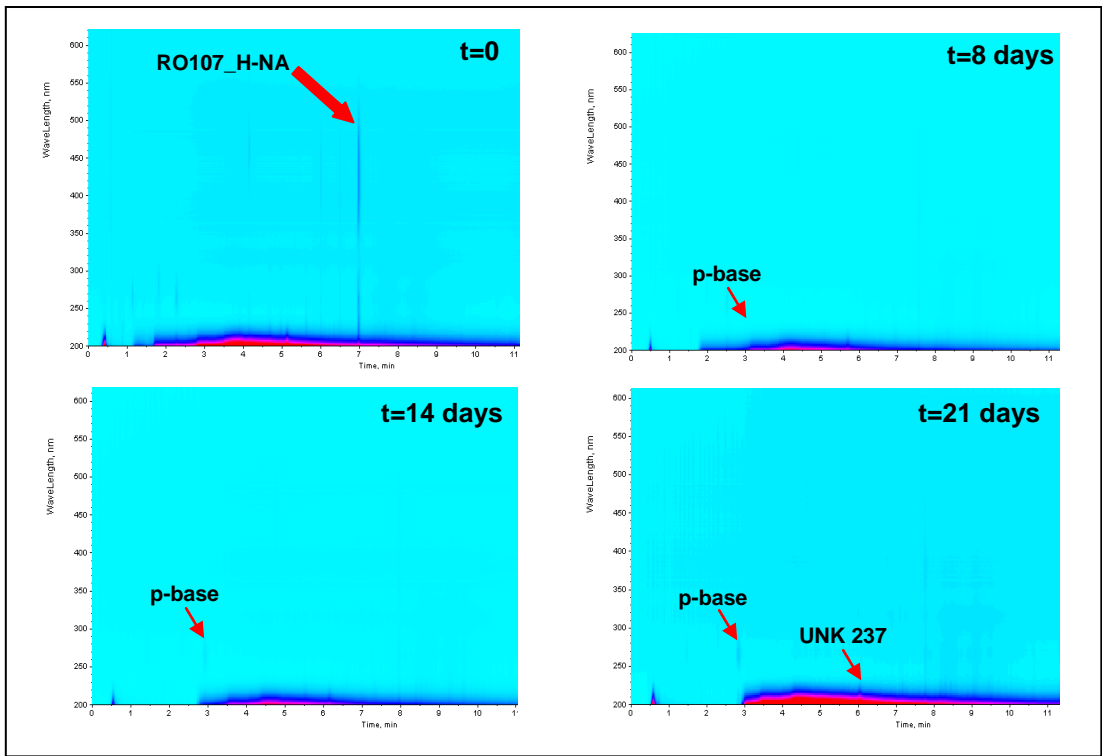 t=0
RO107_H-NA
WaveLength, nm
600
550
500
450
400
350
300
250
200
0 1 2 3 4 5 6 7 8 9 10 11
Time, min
t=8 days
p-base
WaveLength, nm
600
550
500
450
400
350
300
250
200
0 1 2 3 4 5 6 7 8 9 10 11
Time, min
t=14 days
p-base
WaveLength, nm
600
550
500
450
400
350
300
250
200
0 1 2 3 4 5 6 7 8 9 10 1
Time, min
t=21 days
p-base
UNK 237
WaveLength, nm
600
550
500
450
400
350
300
250
200
0 1 2 3 4 5 6 7 8 9 10 11
Time, min